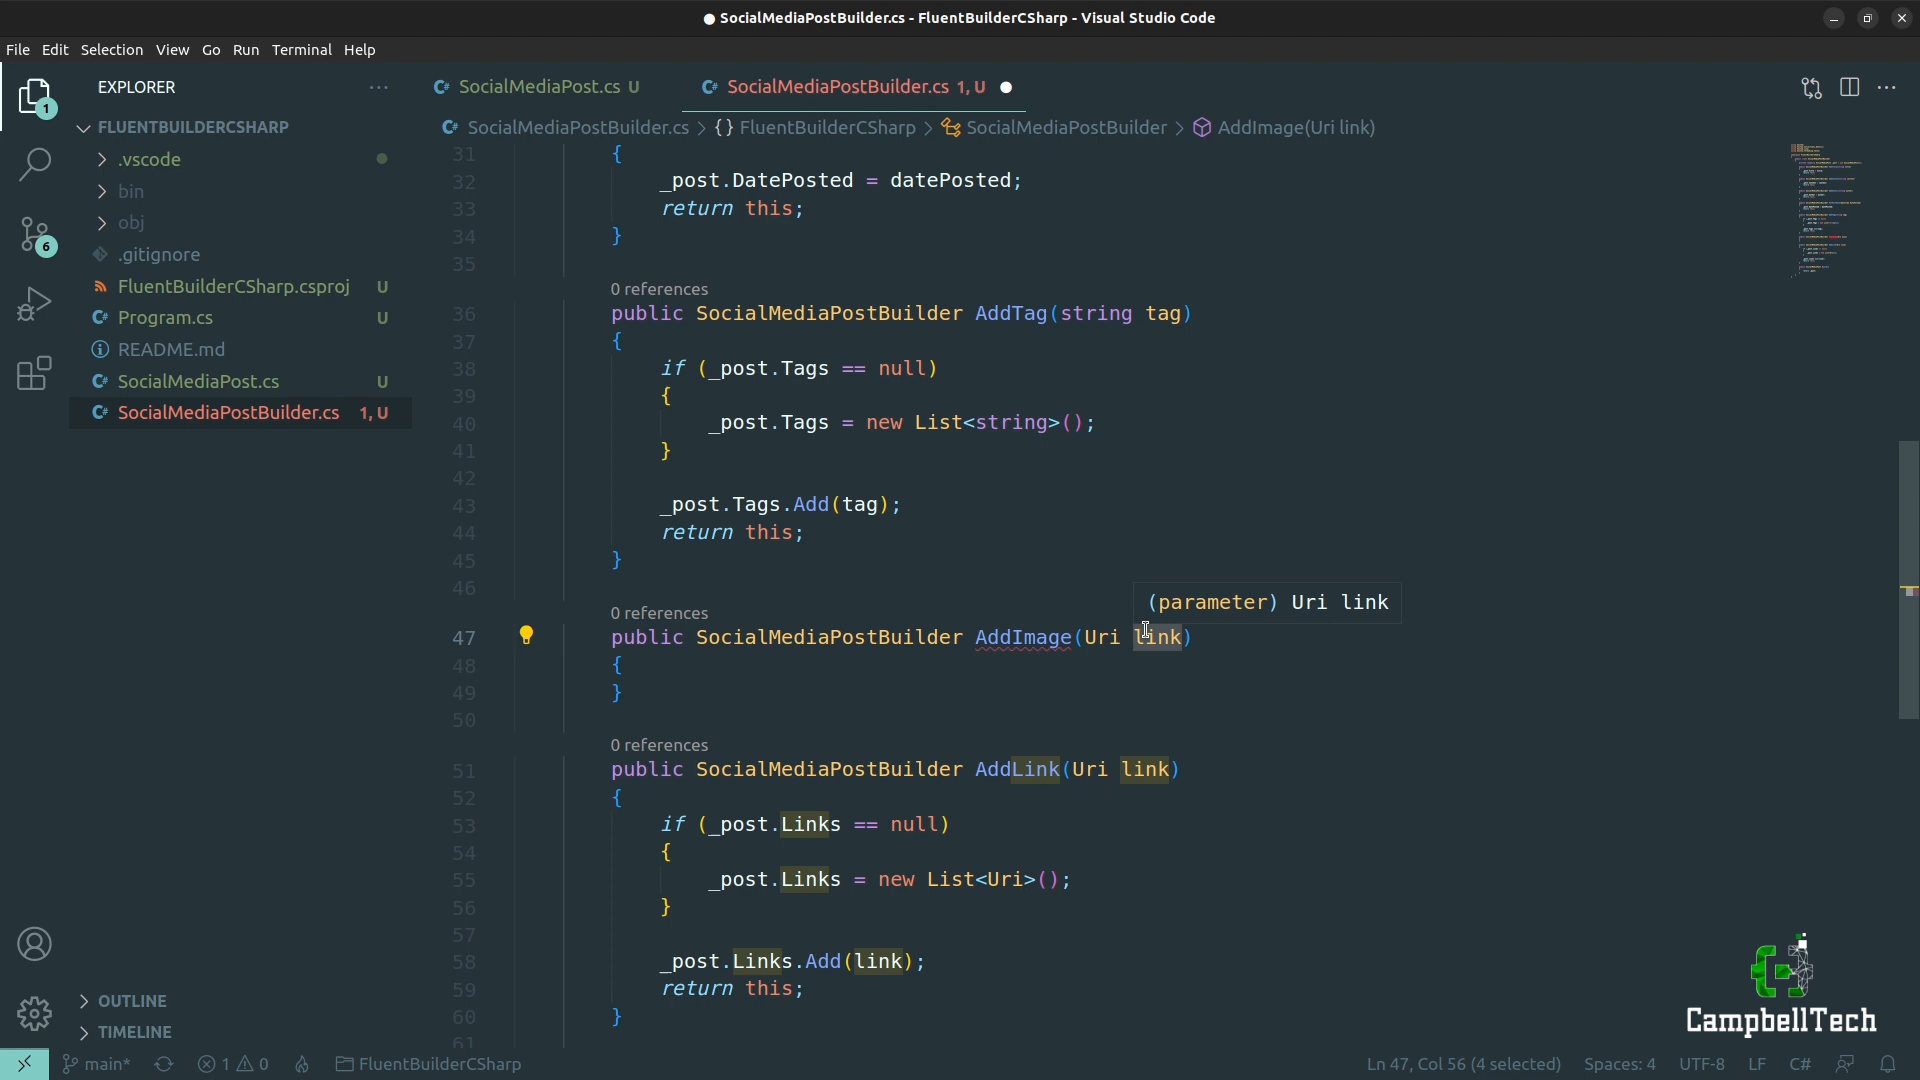 SocialMediaPostBuilder.cs - FluentBuilderCSharp - Visual Studio Code
File Edit Selection View Go Run Terminal Help
EXPLORER
SocialMediaPost.cs U
SocialMediaPostBuilder.cs 1, U
FLUENTBUILDERCSHARP
SocialMediaPostBuilder.cs > {} FluentBuilderCSharp > SocialMediaPostBuilder > AddImage(Uri link)
.vscode
bin
obj
.gitignore
FluentBuilderCSharp.csproj U
Program.cs U
README.md
SocialMediaPost.cs U
SocialMediaPostBuilder.cs 1, U
OUTLINE
TIMELINE
1
6
31 {
32 _post.DatePosted = datePosted;
33 return this;
34 }
35
0 references
36 public SocialMediaPostBuilder AddTag(string tag)
37 {
38 if (_post.Tags == null)
39 {
40 _post.Tags = new List<string>();
41 }
42
43 _post.Tags.Add(tag);
44 return this;
45 }
46
(parameter) Uri link
0 references
47 public SocialMediaPostBuilder AddImage(Uri link)
48 {
49 }
50
0 references
51 public SocialMediaPostBuilder AddLink(Uri link)
52 {
53 if (_post.Links == null)
54 {
55 _post.Links = new List<Uri>();
56 }
57
58 _post.Links.Add(link);
59 return this;
60 }
61
CampbellTech
main* 1 0 FluentBuilderCSharp Ln 47, Col 56 (4 selected) Spaces: 4 UTF-8 LF C#